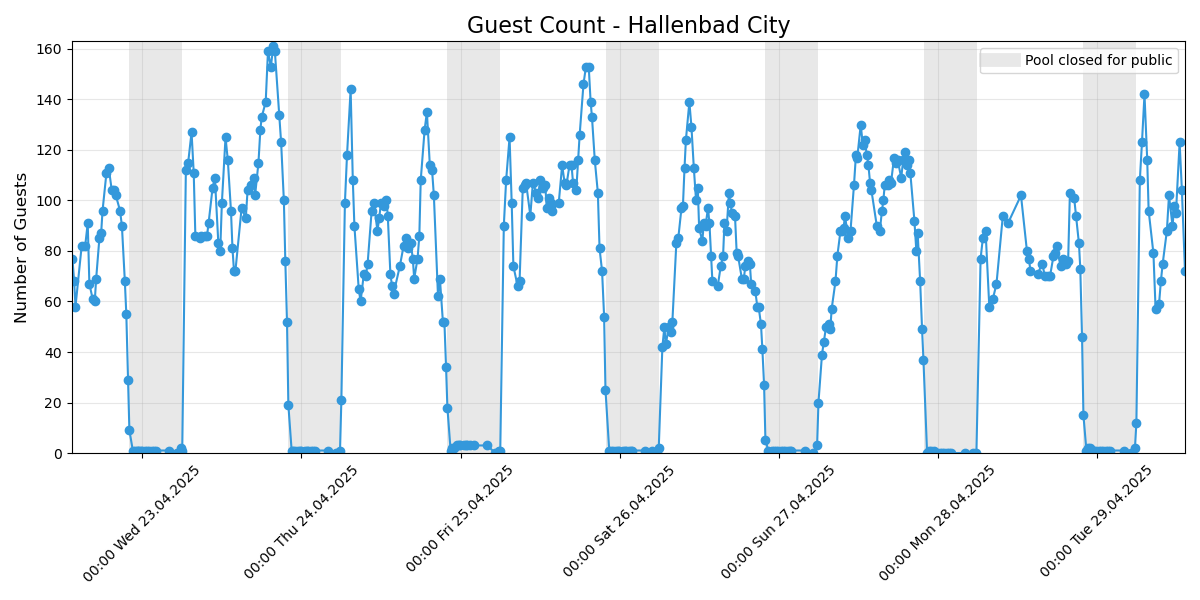 Guest Count - Hallenbad City
Pool closed for public
Number of Guests
160
140
120
100
80
60
40
20
0
00:00 Wed 23.04.2025
00:00 Thu 24.04.2025
00:00 Fri 25.04.2025
00:00 Sat 26.04.2025
00:00 Sun 27.04.2025
00:00 Mon 28.04.2025
00:00 Tue 29.04.2025